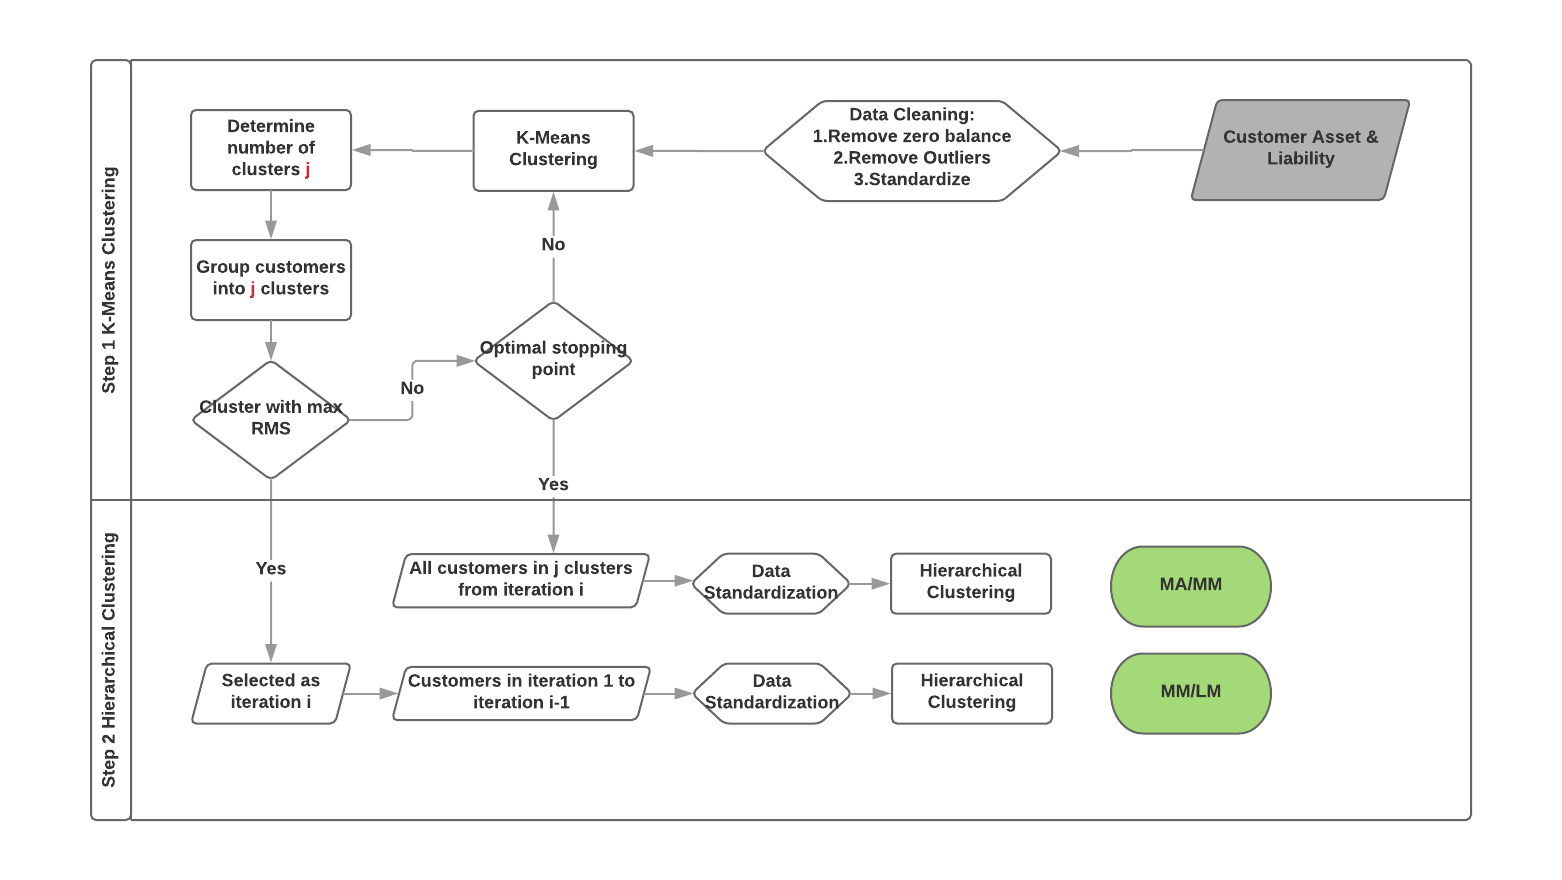 Step 1 K-Means Clustering
Determine
number of
clusters j
K-Means
Clustering
Data Cleaning:
1.Remove zero balance
2.Remove Outliers
3.Standardize
Customer Asset &
Liability
Group customers
into j clusters
No
Optimal stopping
point
No
Cluster with max
RMS
Yes
Step 2 Hierarchical Clustering
Yes
All customers in j clusters
from iteration i
Data
Standardization
Hierarchical
Clustering
MA/MM
Selected as
iteration i
Customers in iteration 1 to
iteration i-1
Data
Standardization
Hierarchical
Clustering
MM/LM